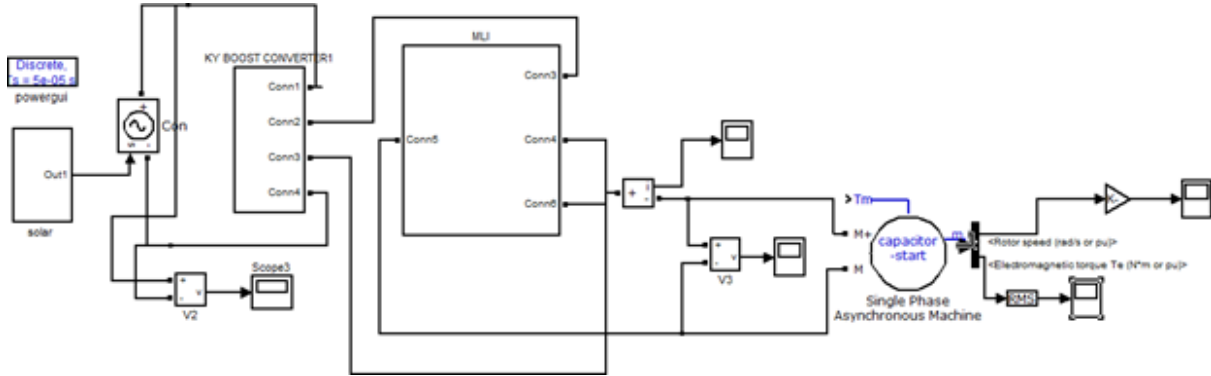 Discrete,
Ts = 5e-05 s
powergui
Out1
solar
+
s
-
Con
KY BOOST CONVERTER1
Conn1
Conn2
Conn3
Conn4
+
-
v
V2
Scope3
MLI
Conn3
Conn5
Conn4
Conn6
+
i
-
+
-
v
V3
Tm
M+
M
capacitor
-start
m
Single Phase
Asynchronous Machine
<Rotor speed (rad/s or pu)>
<Electromagnetic torque Te (N*m or pu)>
K-
RMS